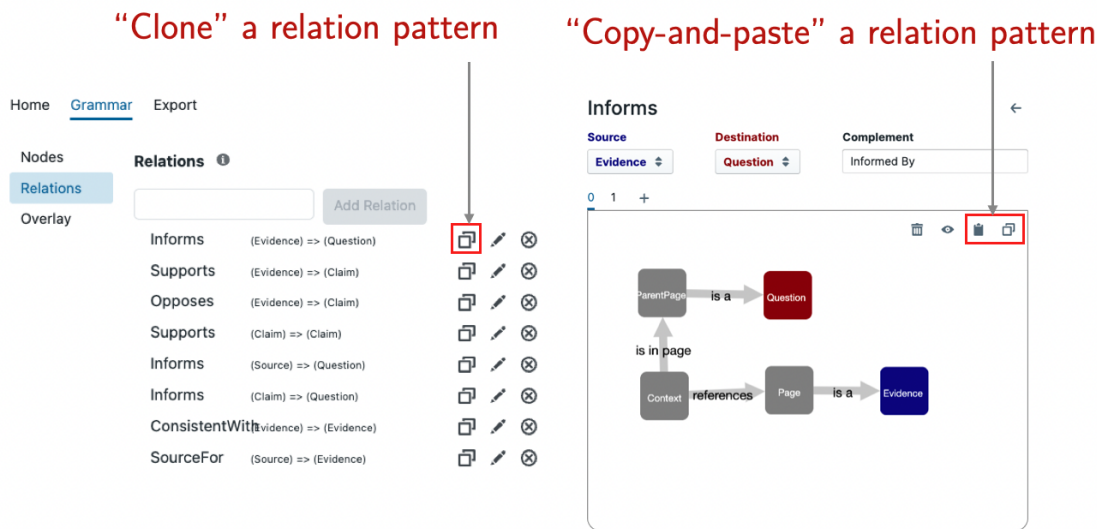 “Clone” a relation pattern
“Copy-and-paste” a relation pattern
Home Grammar Export
Nodes
Relations
Overlay
Relations
Add Relation
Informs (Evidence) => (Question)
Supports (Evidence) => (Claim)
Opposes (Evidence) => (Claim)
Supports (Claim) => (Claim)
Informs (Source) => (Question)
Informs (Claim) => (Question)
ConsistentWith (Evidence) => (Evidence)
SourceFor (Source) => (Evidence)
Informs
Source Destination Complement
Evidence Question Informed By
0 1 +
ParentPage is a Question
is in page
Context references Page is a Evidence